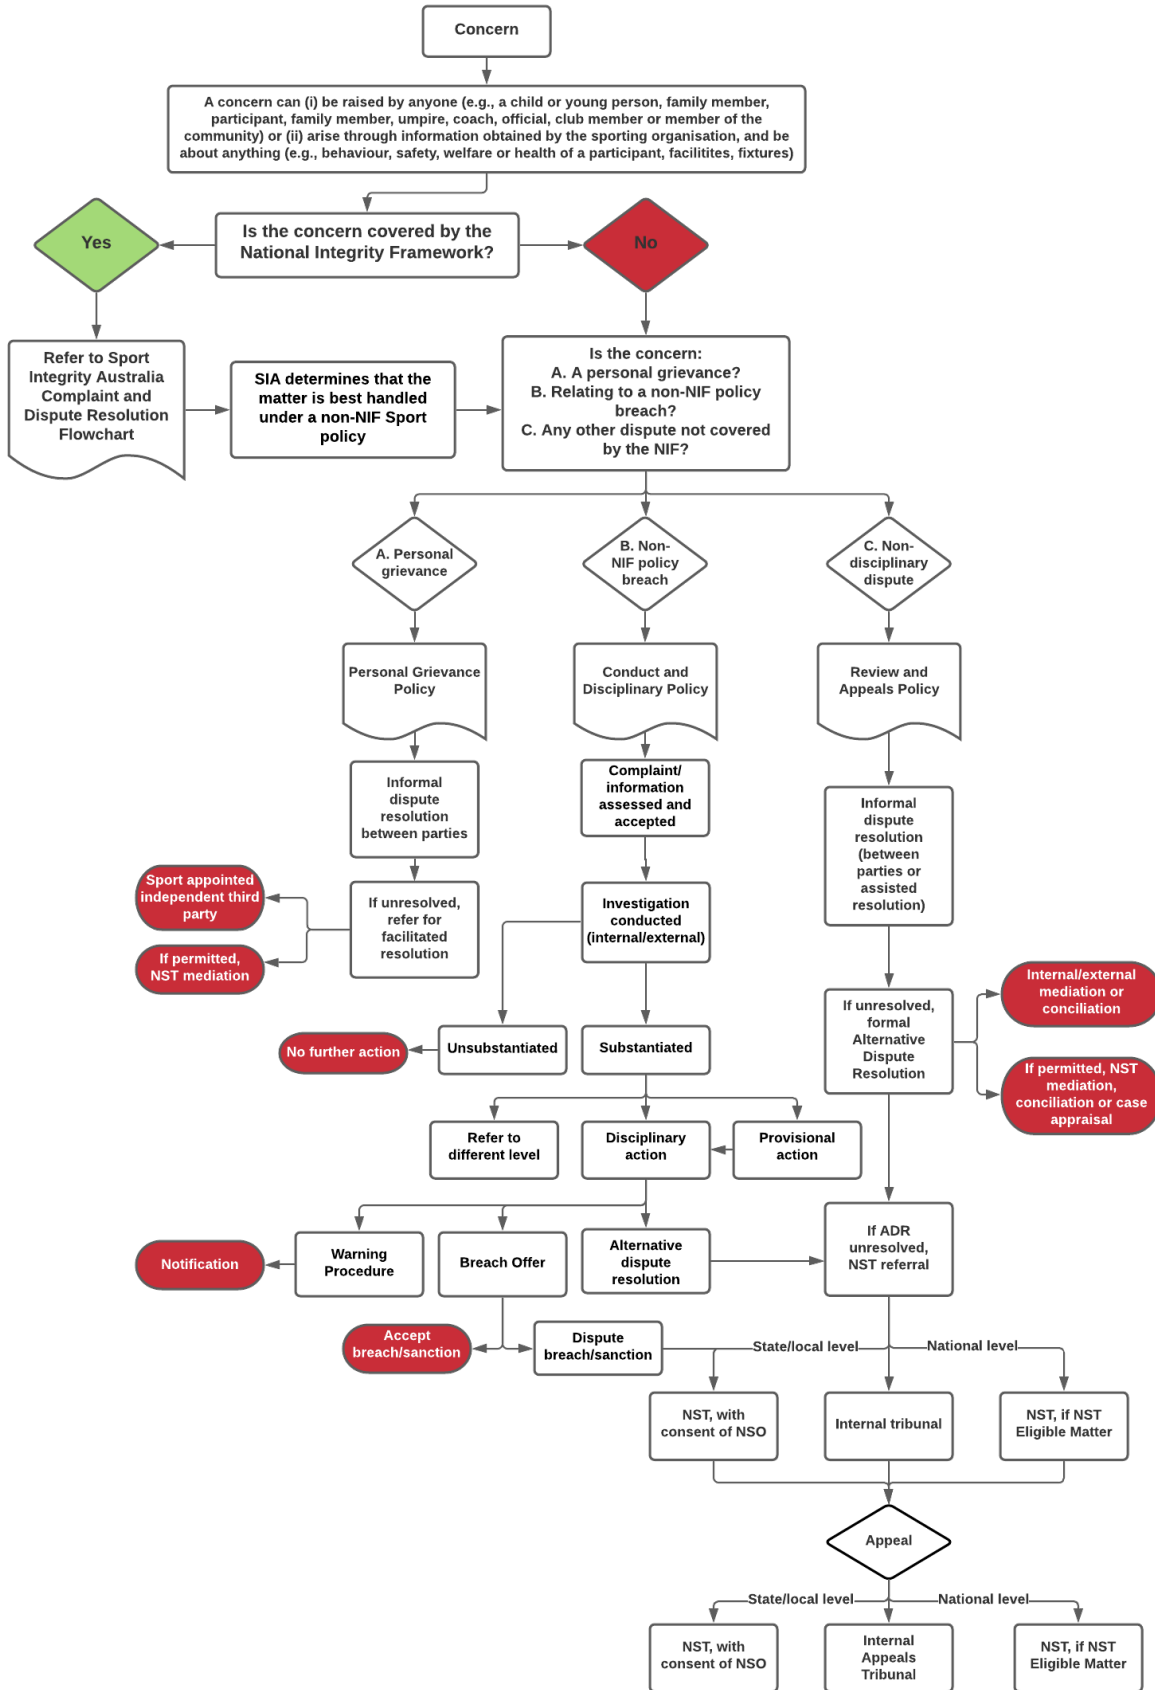 Concern
A concern can (i) be raised by anyone (e.g., a child or young person, family member,
participant, family member, umpire, coach, official, club member or member of the
community) or (ii) arise through information obtained by the sporting organisation, and be
about anything (e.g., behaviour, safety, welfare or health of a participant, facilitites, fixtures)
Yes
Is the concern covered by the
National Integrity Framework?
No
Refer to Sport
Integrity Australia
Complaint and
Dispute Resolution
Flowchart
SIA determines that the
matter is best handled
under a non-NIF Sport
policy
Is the concern:
A. A personal grievance?
B. Relating to a non-NIF policy
breach?
C. Any other dispute not covered
by the NIF?
A. Personal
grievance
B. Non-
NIF policy
breach
C. Non-
disciplinary
dispute
Personal Grievance
Policy
Conduct and
Disciplinary Policy
Review and
Appeals Policy
Informal
dispute
resolution
between parties
Complaint/
information
assessed and
accepted
Informal
dispute
resolution
(between
parties or
assisted
resolution)
Sport appointed
independent third
party
If permitted,
NST mediation
If unresolved,
refer for
facilitated
resolution
Investigation
conducted
(internal/external)
Internal/external
mediation or
conciliation
If unresolved,
formal
Alternative
Dispute
Resolution
If permitted, NST
mediation,
conciliation or case
appraisal
No further action
Unsubstantiated
Substantiated
Refer to
different level
Disciplinary
action
Provisional
action
Notification
Warning
Procedure
Breach Offer
Alternative
dispute
resolution
If ADR
unresolved,
NST referral
Accept
breach/sanction
Dispute
breach/sanction
State/local level
National level
NST, with
consent of NSO
Internal tribunal
NST, if NST
Eligible Matter
Appeal
State/local level
National level
NST, with
consent of NSO
Internal
Appeals
Tribunal
NST, if NST
Eligible Matter